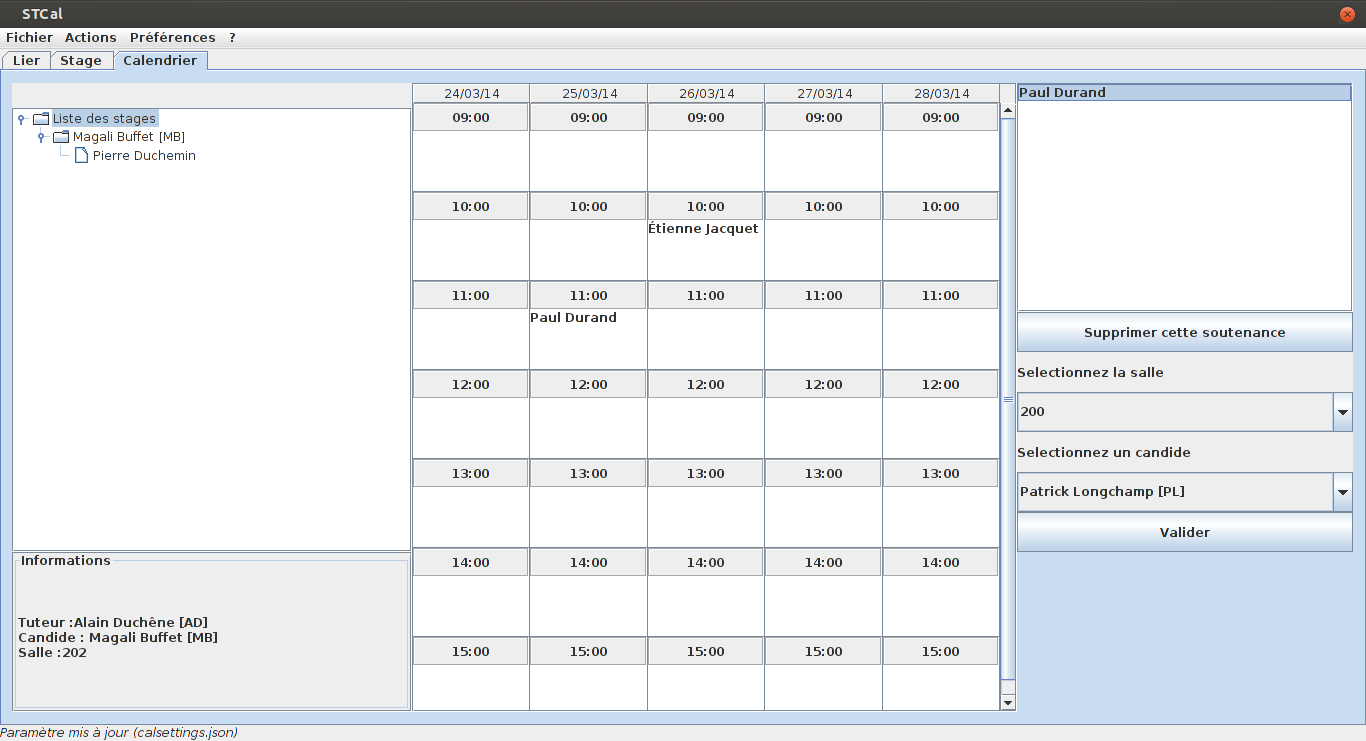 STCal
Fichier Actions Préférences ?
Lier Stage Calendrier
Liste des stages
Magali Buffet [MB]
Pierre Duchemin
Informations
Tuteur :Alain Duchêne [AD]
Candide : Magali Buffet [MB]
Salle :202
24/03/14 25/03/14 26/03/14 27/03/14 28/03/14
09:00 09:00 09:00 09:00 09:00
10:00 10:00 10:00 10:00 10:00
Étienne Jacquet
11:00 11:00 11:00 11:00 11:00
Paul Durand
12:00 12:00 12:00 12:00 12:00
13:00 13:00 13:00 13:00 13:00
14:00 14:00 14:00 14:00 14:00
15:00 15:00 15:00 15:00 15:00
Paul Durand
Supprimer cette soutenance
Selectionnez la salle
200
Selectionnez un candide
Patrick Longchamp [PL]
Valider
Paramètre mis à jour (calsettings.json)